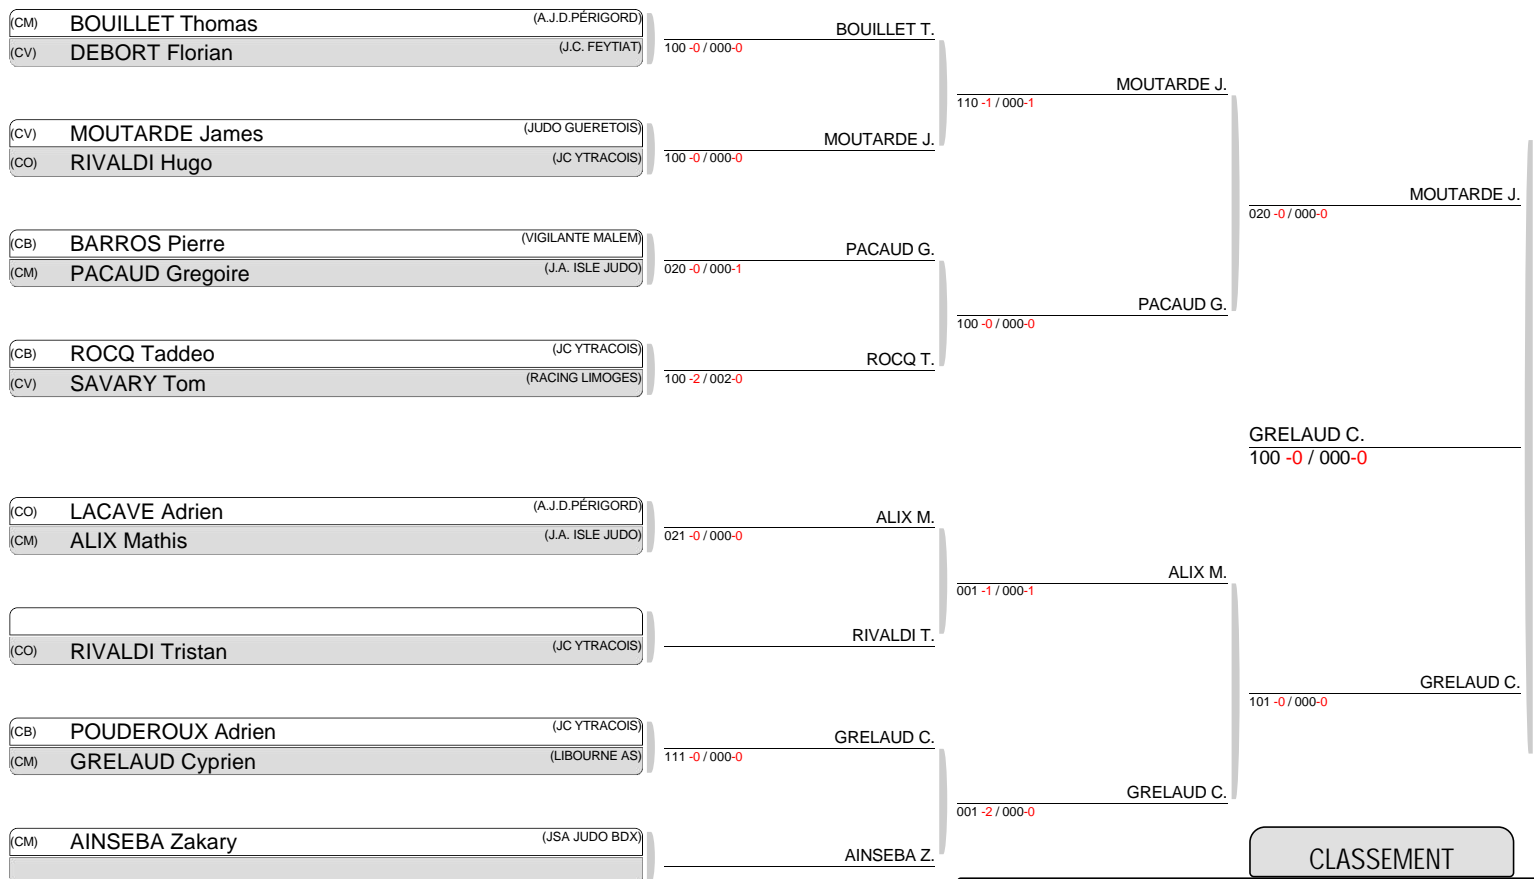 (CM) BOUILLET Thomas (A.J.D.PÉRIGORD)
(CV) DEBORT Florian (J.C. FEYTIAT)
BOUILLET T.
100 -0 / 000-0
MOUTARDE J.
110 -1 / 000-1
(CV) MOUTARDE James (JUDO GUERETOIS)
(CO) RIVALDI Hugo (JC YTRACOIS)
MOUTARDE J.
100 -0 / 000-0
MOUTARDE J.
020 -0 / 000-0
(CB) BARROS Pierre (VIGILANTE MALEM)
(CM) PACAUD Gregoire (J.A. ISLE JUDO)
PACAUD G.
020 -0 / 000-1
PACAUD G.
100 -0 / 000-0
(CB) ROCQ Taddeo (JC YTRACOIS)
(CV) SAVARY Tom (RACING LIMOGES)
ROCQ T.
100 -2 / 002-0
GRELAUD C.
100 -0 / 000-0
(CO) LACAVE Adrien (A.J.D.PÉRIGORD)
(CM) ALIX Mathis (J.A. ISLE JUDO)
ALIX M.
021 -0 / 000-0
ALIX M.
001 -1 / 000-1
(CO) RIVALDI Tristan (JC YTRACOIS)
RIVALDI T.
GRELAUD C.
101 -0 / 000-0
(CB) POUDEROUX Adrien (JC YTRACOIS)
(CM) GRELAUD Cyprien (LIBOURNE AS)
GRELAUD C.
111 -0 / 000-0
GRELAUD C.
001 -2 / 000-0
(CM) AINSEBA Zakary (JSA JUDO BDX)
AINSEBA Z.
CLASSEMENT